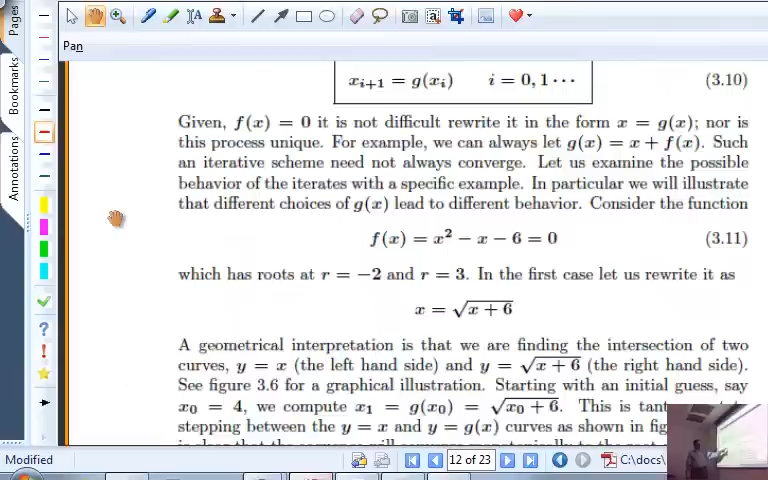 Pan
Pages
Bookmarks
Annotations
x_{i+1} = g(x_i)    i = 0, 1 ···    (3.10)
Given, f(x) = 0 it is not difficult rewrite it in the form x = g(x); nor is
this process unique. For example, we can always let g(x) = x + f(x). Such
an iterative scheme need not always converge. Let us examine the possible
behavior of the iterates with a specific example. In particular we will illustrate
that different choices of g(x) lead to different behavior. Consider the function
f(x) = x² − x − 6 = 0    (3.11)
which has roots at r = −2 and r = 3. In the first case let us rewrite it as
x = √(x + 6)
A geometrical interpretation is that we are finding the intersection of two
curves, y = x (the left hand side) and y = √(x + 6) (the right hand side).
See figure 3.6 for a graphical illustration. Starting with an initial guess, say
x₀ = 4, we compute x₁ = g(x₀) = √(x₀ + 6). This is tant
stepping between the y = x and y = g(x) curves as shown in fig
Modified
12 of 23
C:\docs\